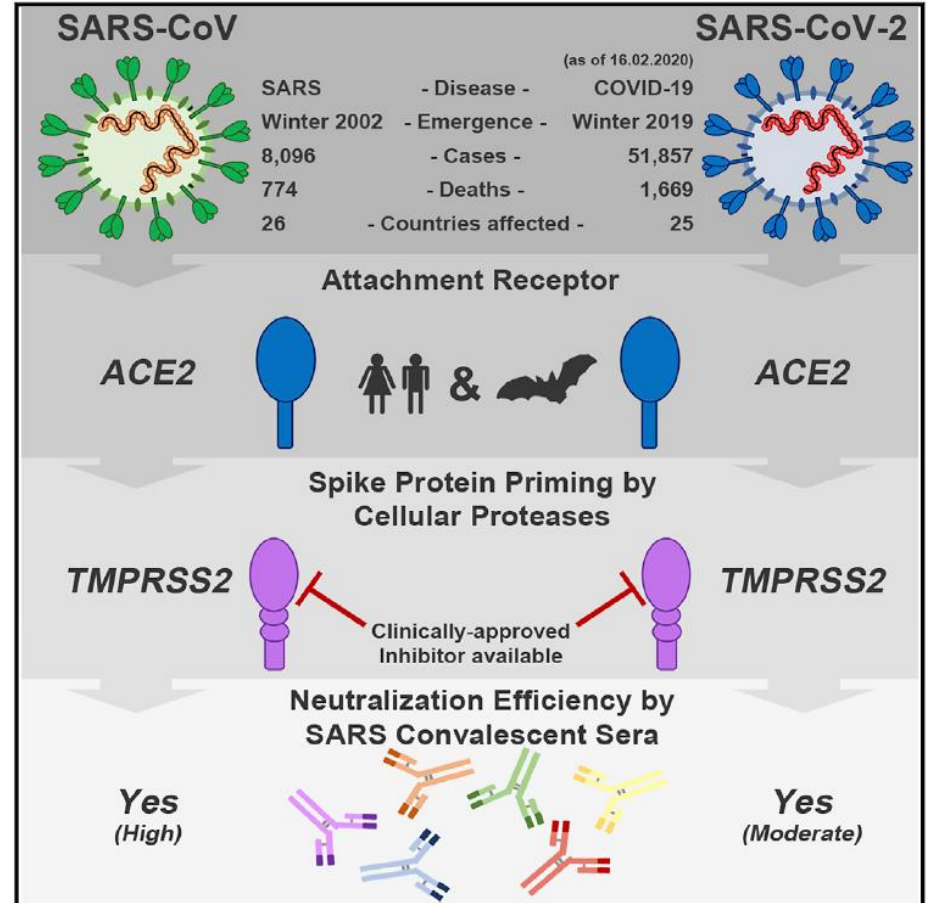 SARS-CoV
SARS-CoV-2
(as of 16.02.2020)
SARS - Disease - COVID-19
Winter 2002 - Emergence - Winter 2019
8,096 - Cases - 51,857
774 - Deaths - 1,669
26 - Countries affected - 25
Attachment Receptor
ACE2 & ACE2
Spike Protein Priming by
Cellular Proteases
TMPRSS2 TMPRSS2
Clinically-approved
Inhibitor available
Neutralization Efficiency by
SARS Convalescent Sera
Yes Yes
(High) (Moderate)